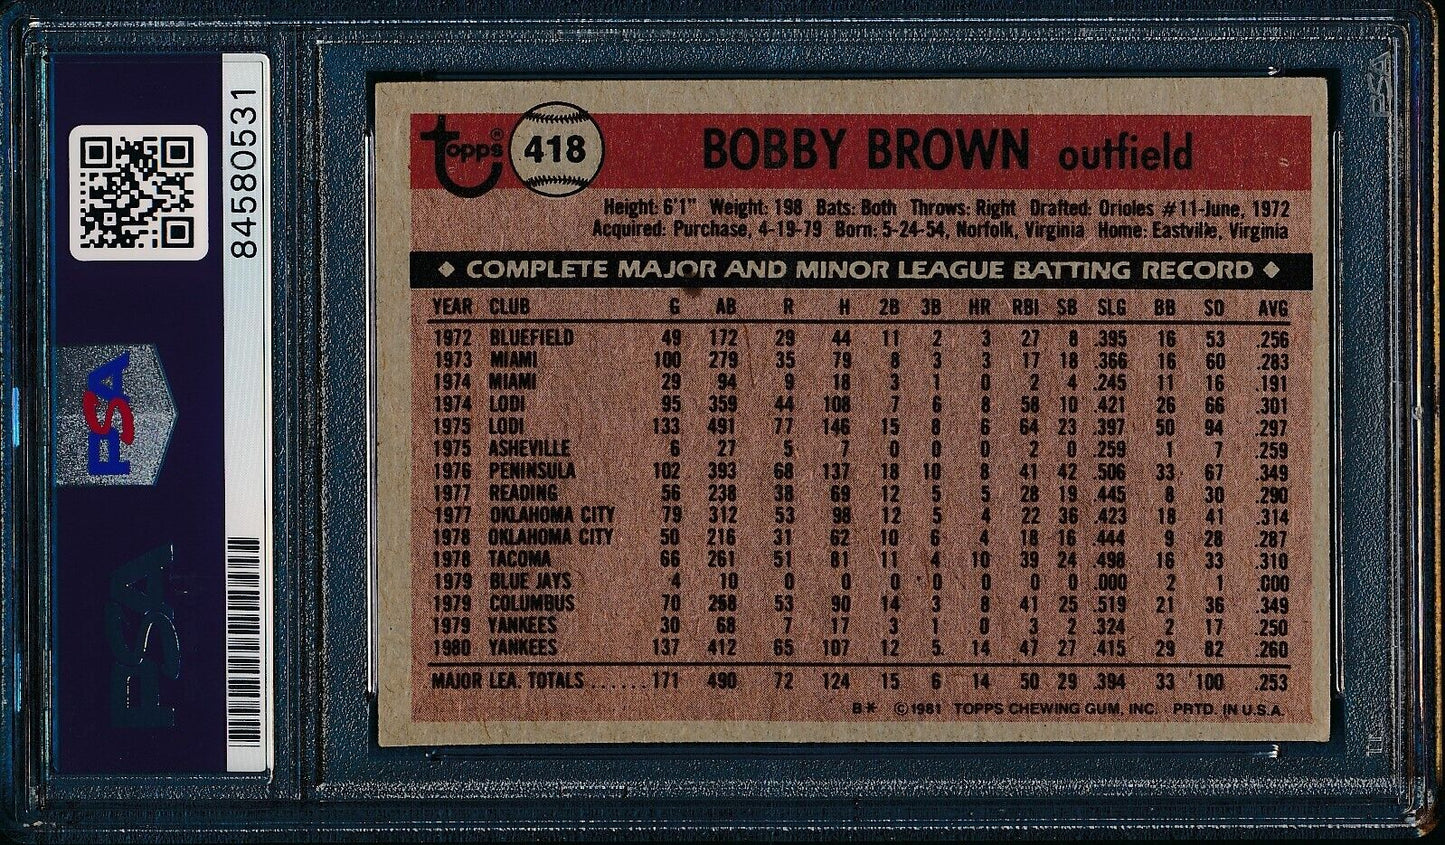 84580531
PSA
PSA
topps® 418 BOBBY BROWN outfield
Height: 6'1" Weight: 198 Bats: Both Throws: Right Drafted: Orioles #11-June, 1972
Acquired: Purchase, 4-19-79 Born: 5-24-54, Norfolk, Virginia Home: Eastville, Virginia
◆ COMPLETE MAJOR AND MINOR LEAGUE BATTING RECORD ◆
YEAR CLUB G AB R H 2B 3B HR RBI SB SLG BB SO AVG
1972 BLUEFIELD 49 172 29 44 11 2 3 27 8 .395 16 53 .256
1973 MIAMI 100 279 35 79 8 3 3 17 18 .366 16 60 .283
1974 MIAMI 29 94 9 18 3 1 0 2 4 .245 11 16 .191
1974 LODI 95 359 44 108 7 6 8 58 10 .421 26 66 .301
1975 LODI 133 491 77 146 15 8 6 64 23 .397 50 94 .297
1975 ASHEVILLE 6 27 5 7 0 0 0 2 0 .259 1 7 .259
1976 PENINSULA 102 393 68 137 18 10 8 41 42 .506 33 67 .349
1977 READING 56 238 38 69 12 5 5 28 19 .445 8 30 .290
1977 OKLAHOMA CITY 79 312 53 98 12 5 4 22 36 .423 18 41 .314
1978 OKLAHOMA CITY 50 216 31 62 10 6 4 18 16 .444 9 28 .287
1978 TACOMA 66 261 51 81 11 4 10 39 24 .498 16 33 .310
1979 BLUE JAYS 4 10 0 0 0 0 0 0 0 .000 2 1 .000
1979 COLUMBUS 70 258 53 90 14 3 8 41 25 .519 21 36 .349
1979 YANKEES 30 68 7 17 3 1 0 3 2 .324 2 17 .250
1980 YANKEES 137 412 65 107 12 5 14 47 27 .415 29 82 .260
MAJOR LEA. TOTALS ...... 171 490 72 124 15 6 14 50 29 .394 33 100 .253
B* ©1981 TOPPS CHEWING GUM, INC. PRTD. IN U.S.A.
PSA